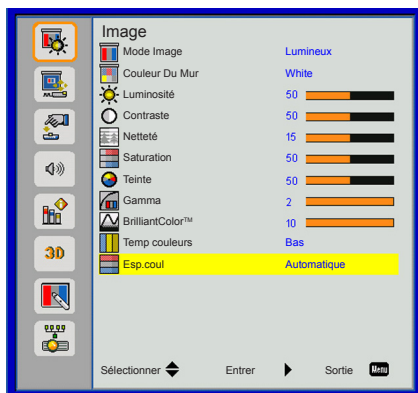 Image
Mode Image Lumineux
Couleur Du Mur White
Luminosité 50
Contraste 50
Netteté 15
Saturation 50
Teinte 50
Gamma 2
BrilliantColor™ 10
Temp couleurs Bas
Esp.coul Automatique
3D
Sélectionner Entrer Sortie Menu